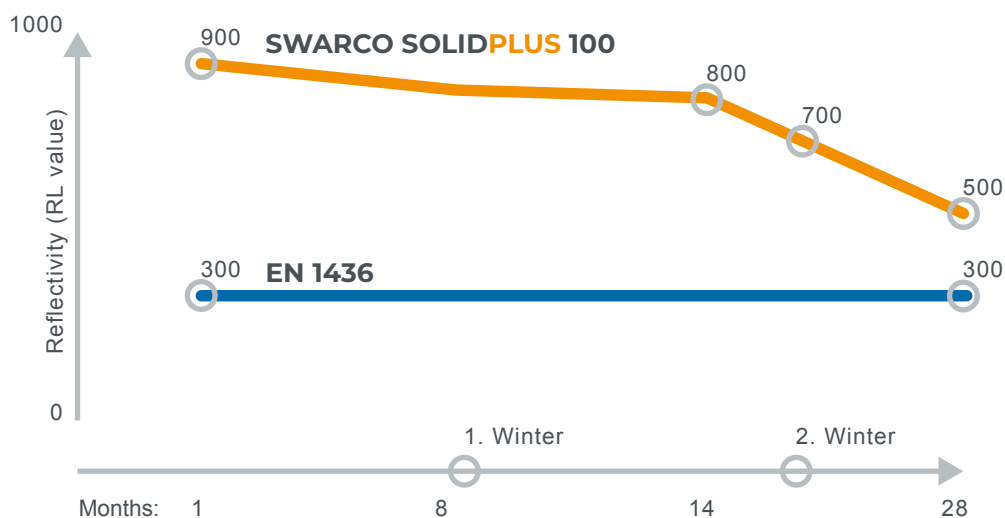 1000
900
SWARCO SOLIDPLUS 100
800
700
500
Reflectivity (RL value)
300
EN 1436
300
0
1. Winter
2. Winter
Months: 1 8 14 28